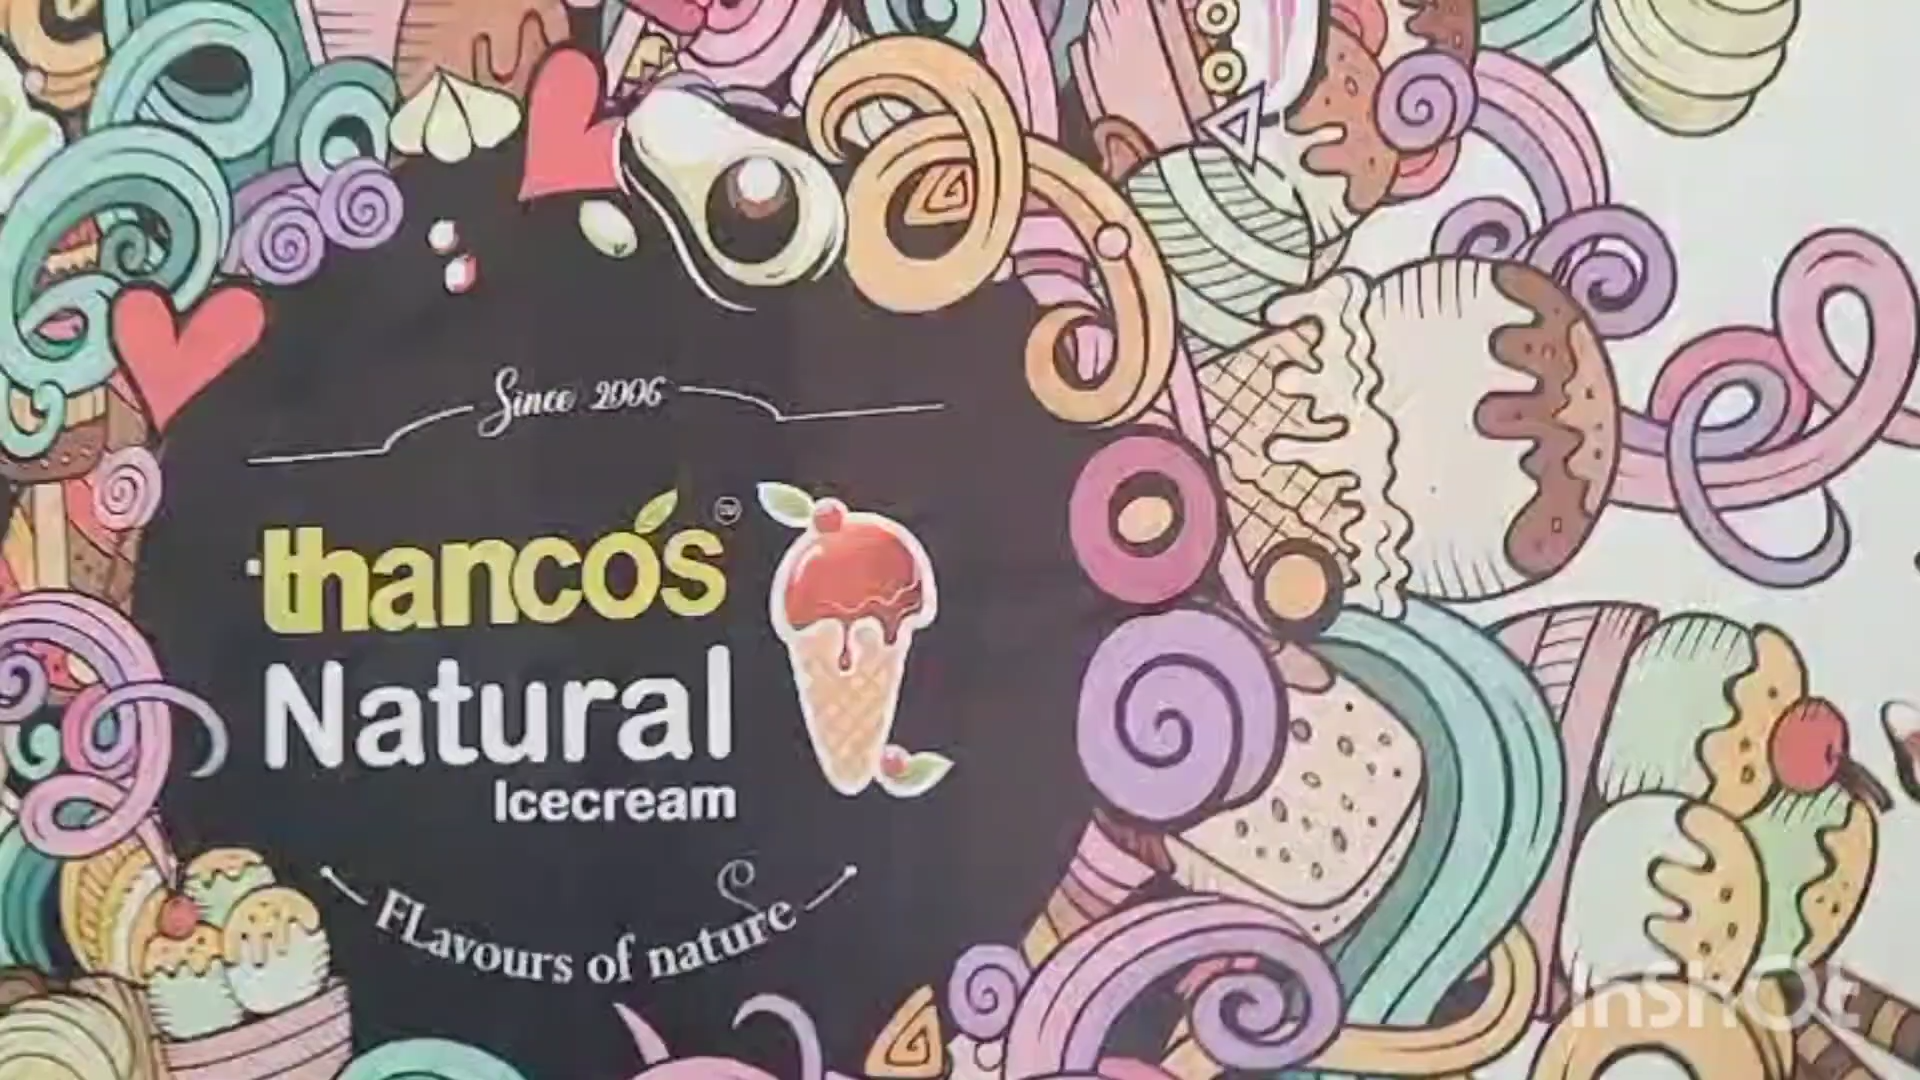 Since 2006
thanco's
Natural
Icecream
FLavours of nature
InShOt